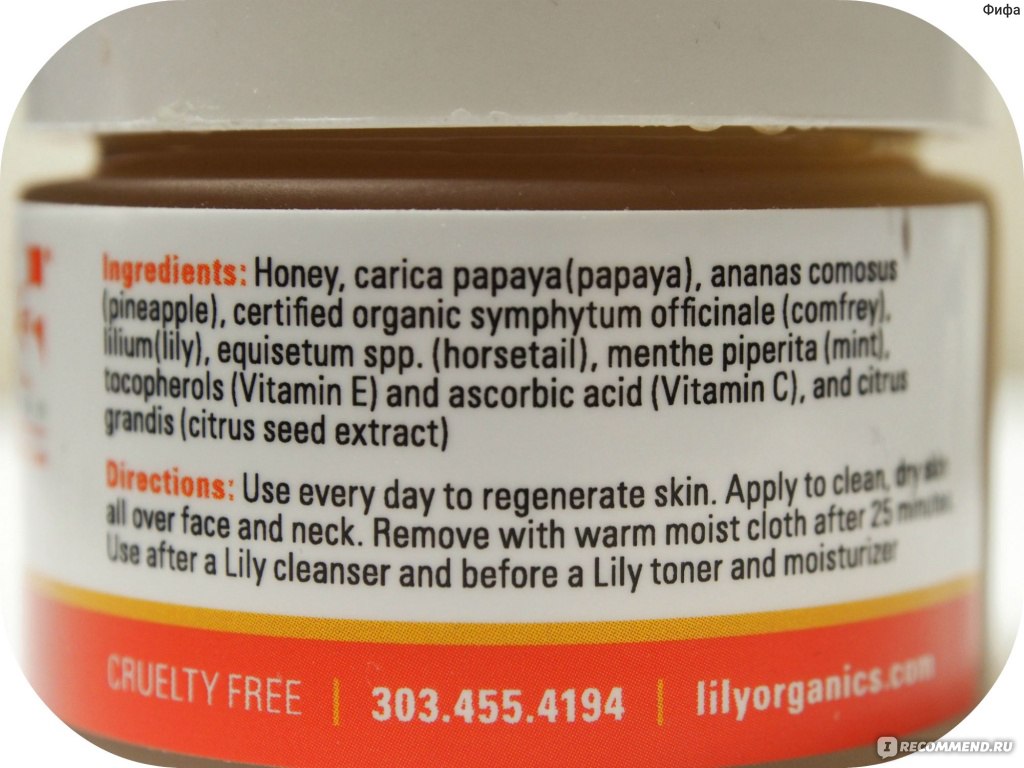 Фифа
Ingredients: Honey, carica papaya(papaya), ananas comosus
(pineapple), certified organic symphytum officinale (comfrey),
lilium(lily), equisetum spp. (horsetail), menthe piperita (mint),
tocopherols (Vitamin E) and ascorbic acid (Vitamin C), and citrus
grandis (citrus seed extract)
Directions: Use every day to regenerate skin. Apply to clean, dry skin
all over face and neck. Remove with warm moist cloth after 25 minutes.
Use after a Lily cleanser and before a Lily toner and moisturizer
CRUELTY FREE | 303.455.4194 | lilyorganics.com
I RECOMMEND.RU